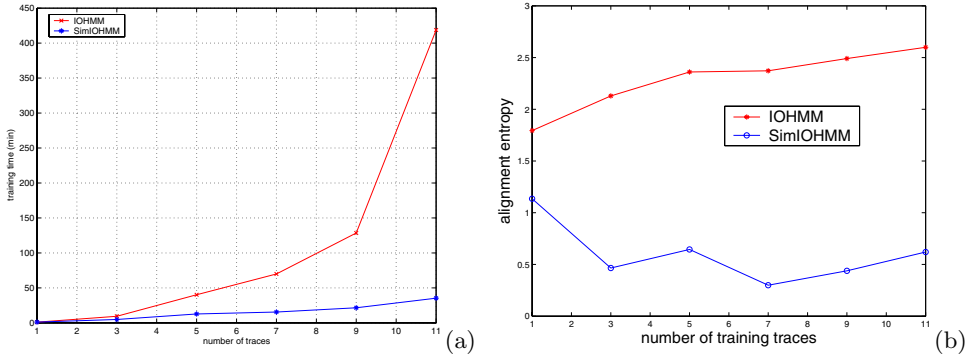 450
400
350
300
250
200
150
100
50
0
training time (min)
IOHMM
SimIOHMM
1 2 3 4 5 6 7 8 9 10 11
number of traces
(a)
3
2.5
2
1.5
1
0.5
0
alignment entropy
IOHMM
SimIOHMM
1 2 3 4 5 6 7 8 9 10 11
number of training traces
(b)